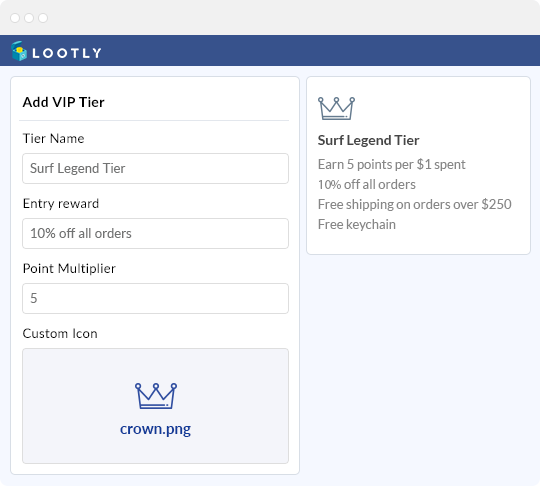 LOOTLY
Add VIP Tier
Tier Name
Surf Legend Tier
Entry reward
10% off all orders
Point Multiplier
5
Custom Icon
crown.png
Surf Legend Tier
Earn 5 points per $1 spent
10% off all orders
Free shipping on orders over $250
Free keychain